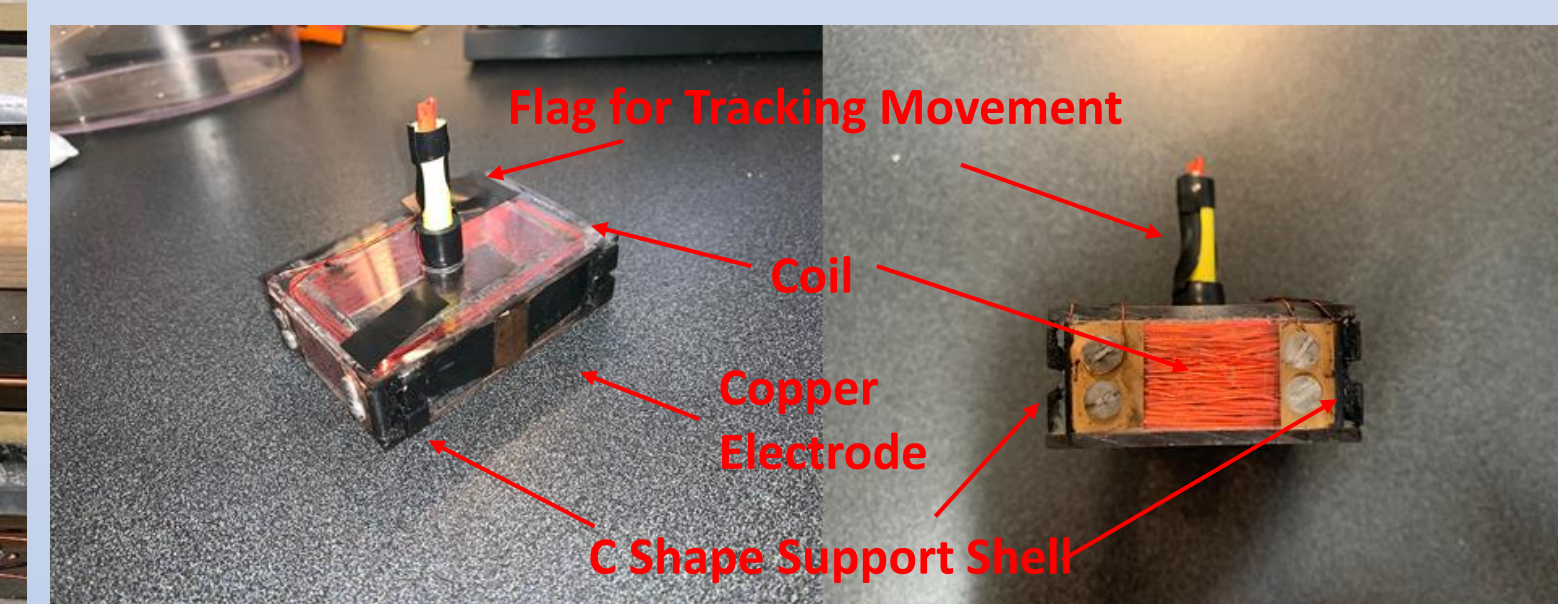 Flag for Tracking Movement
Coil
Copper
Electrode
C Shape Support Shell